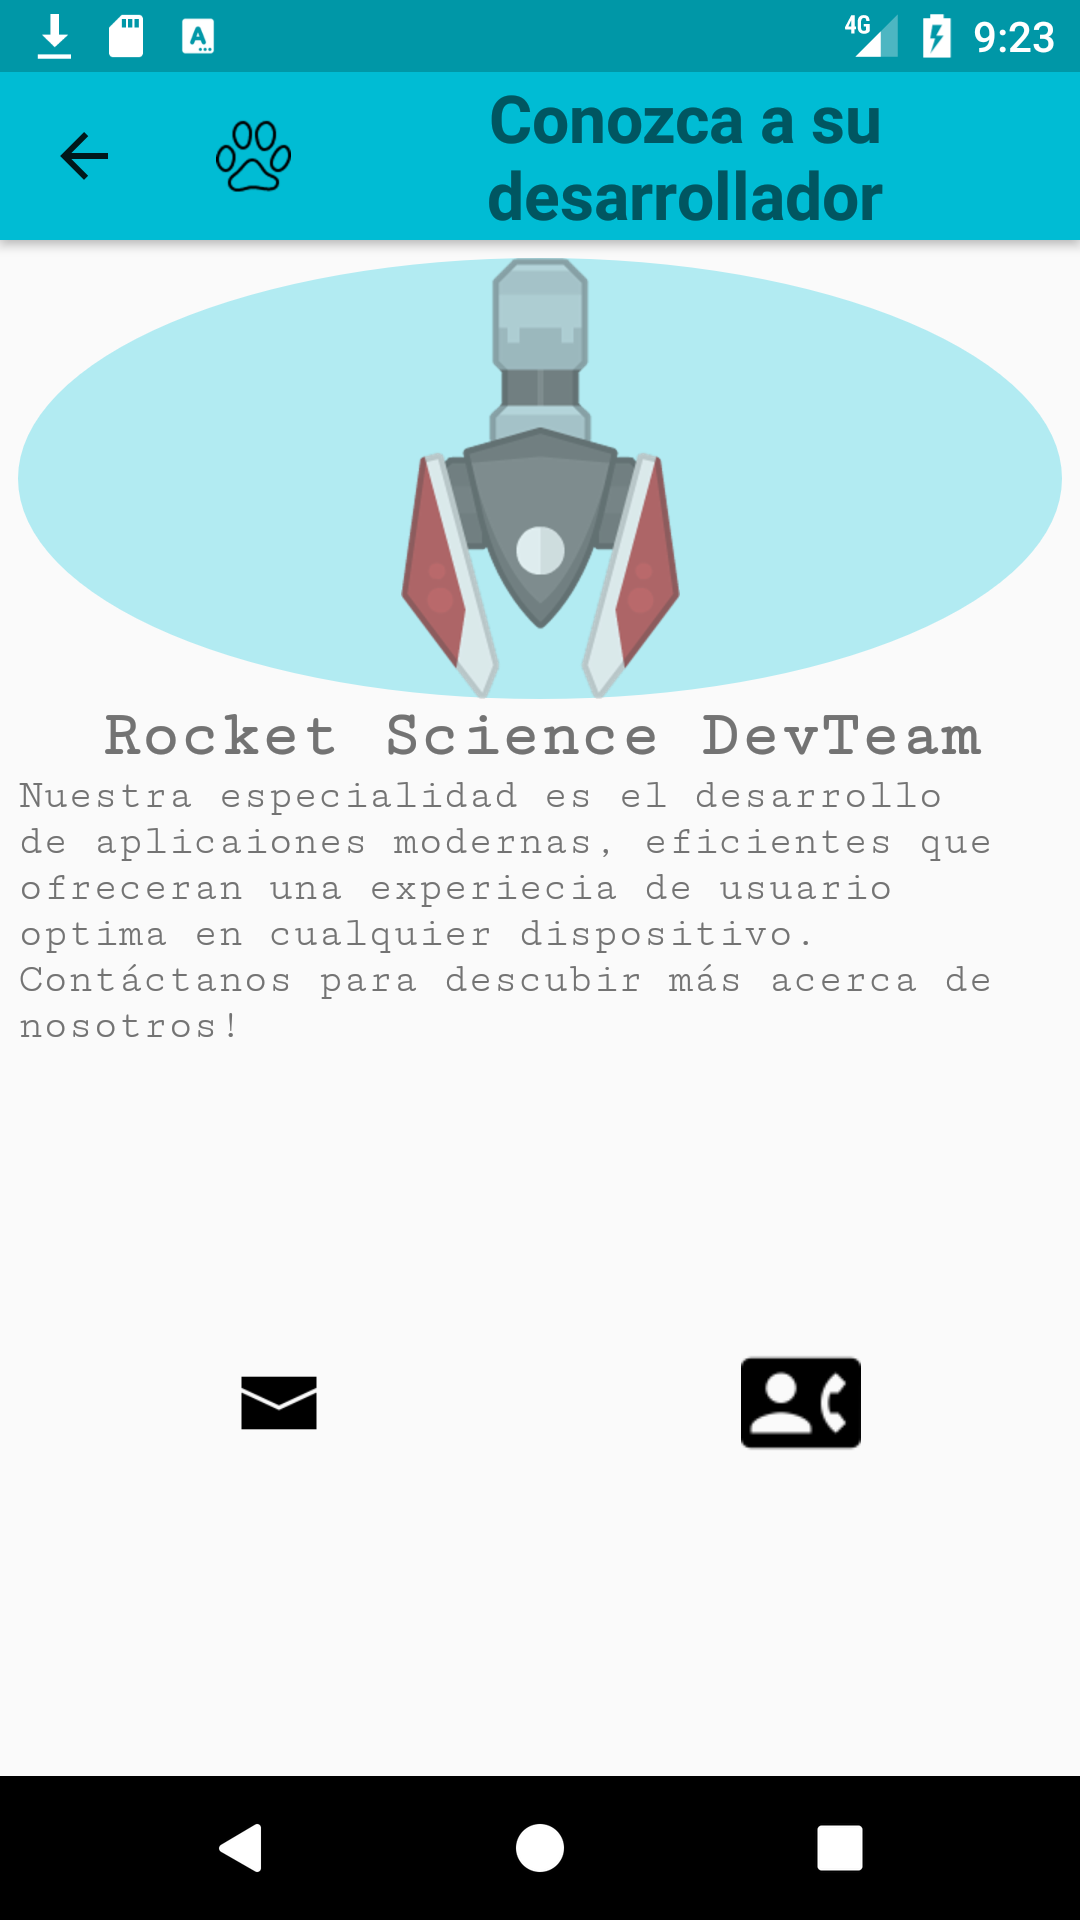 4G 9:23
Conozca a su
desarrollador
Rocket Science DevTeam
Nuestra especialidad es el desarrollo
de aplicaiones modernas, eficientes que
ofreceran una experiecia de usuario
optima en cualquier dispositivo.
Contáctanos para descubir más acerca de
nosotros!